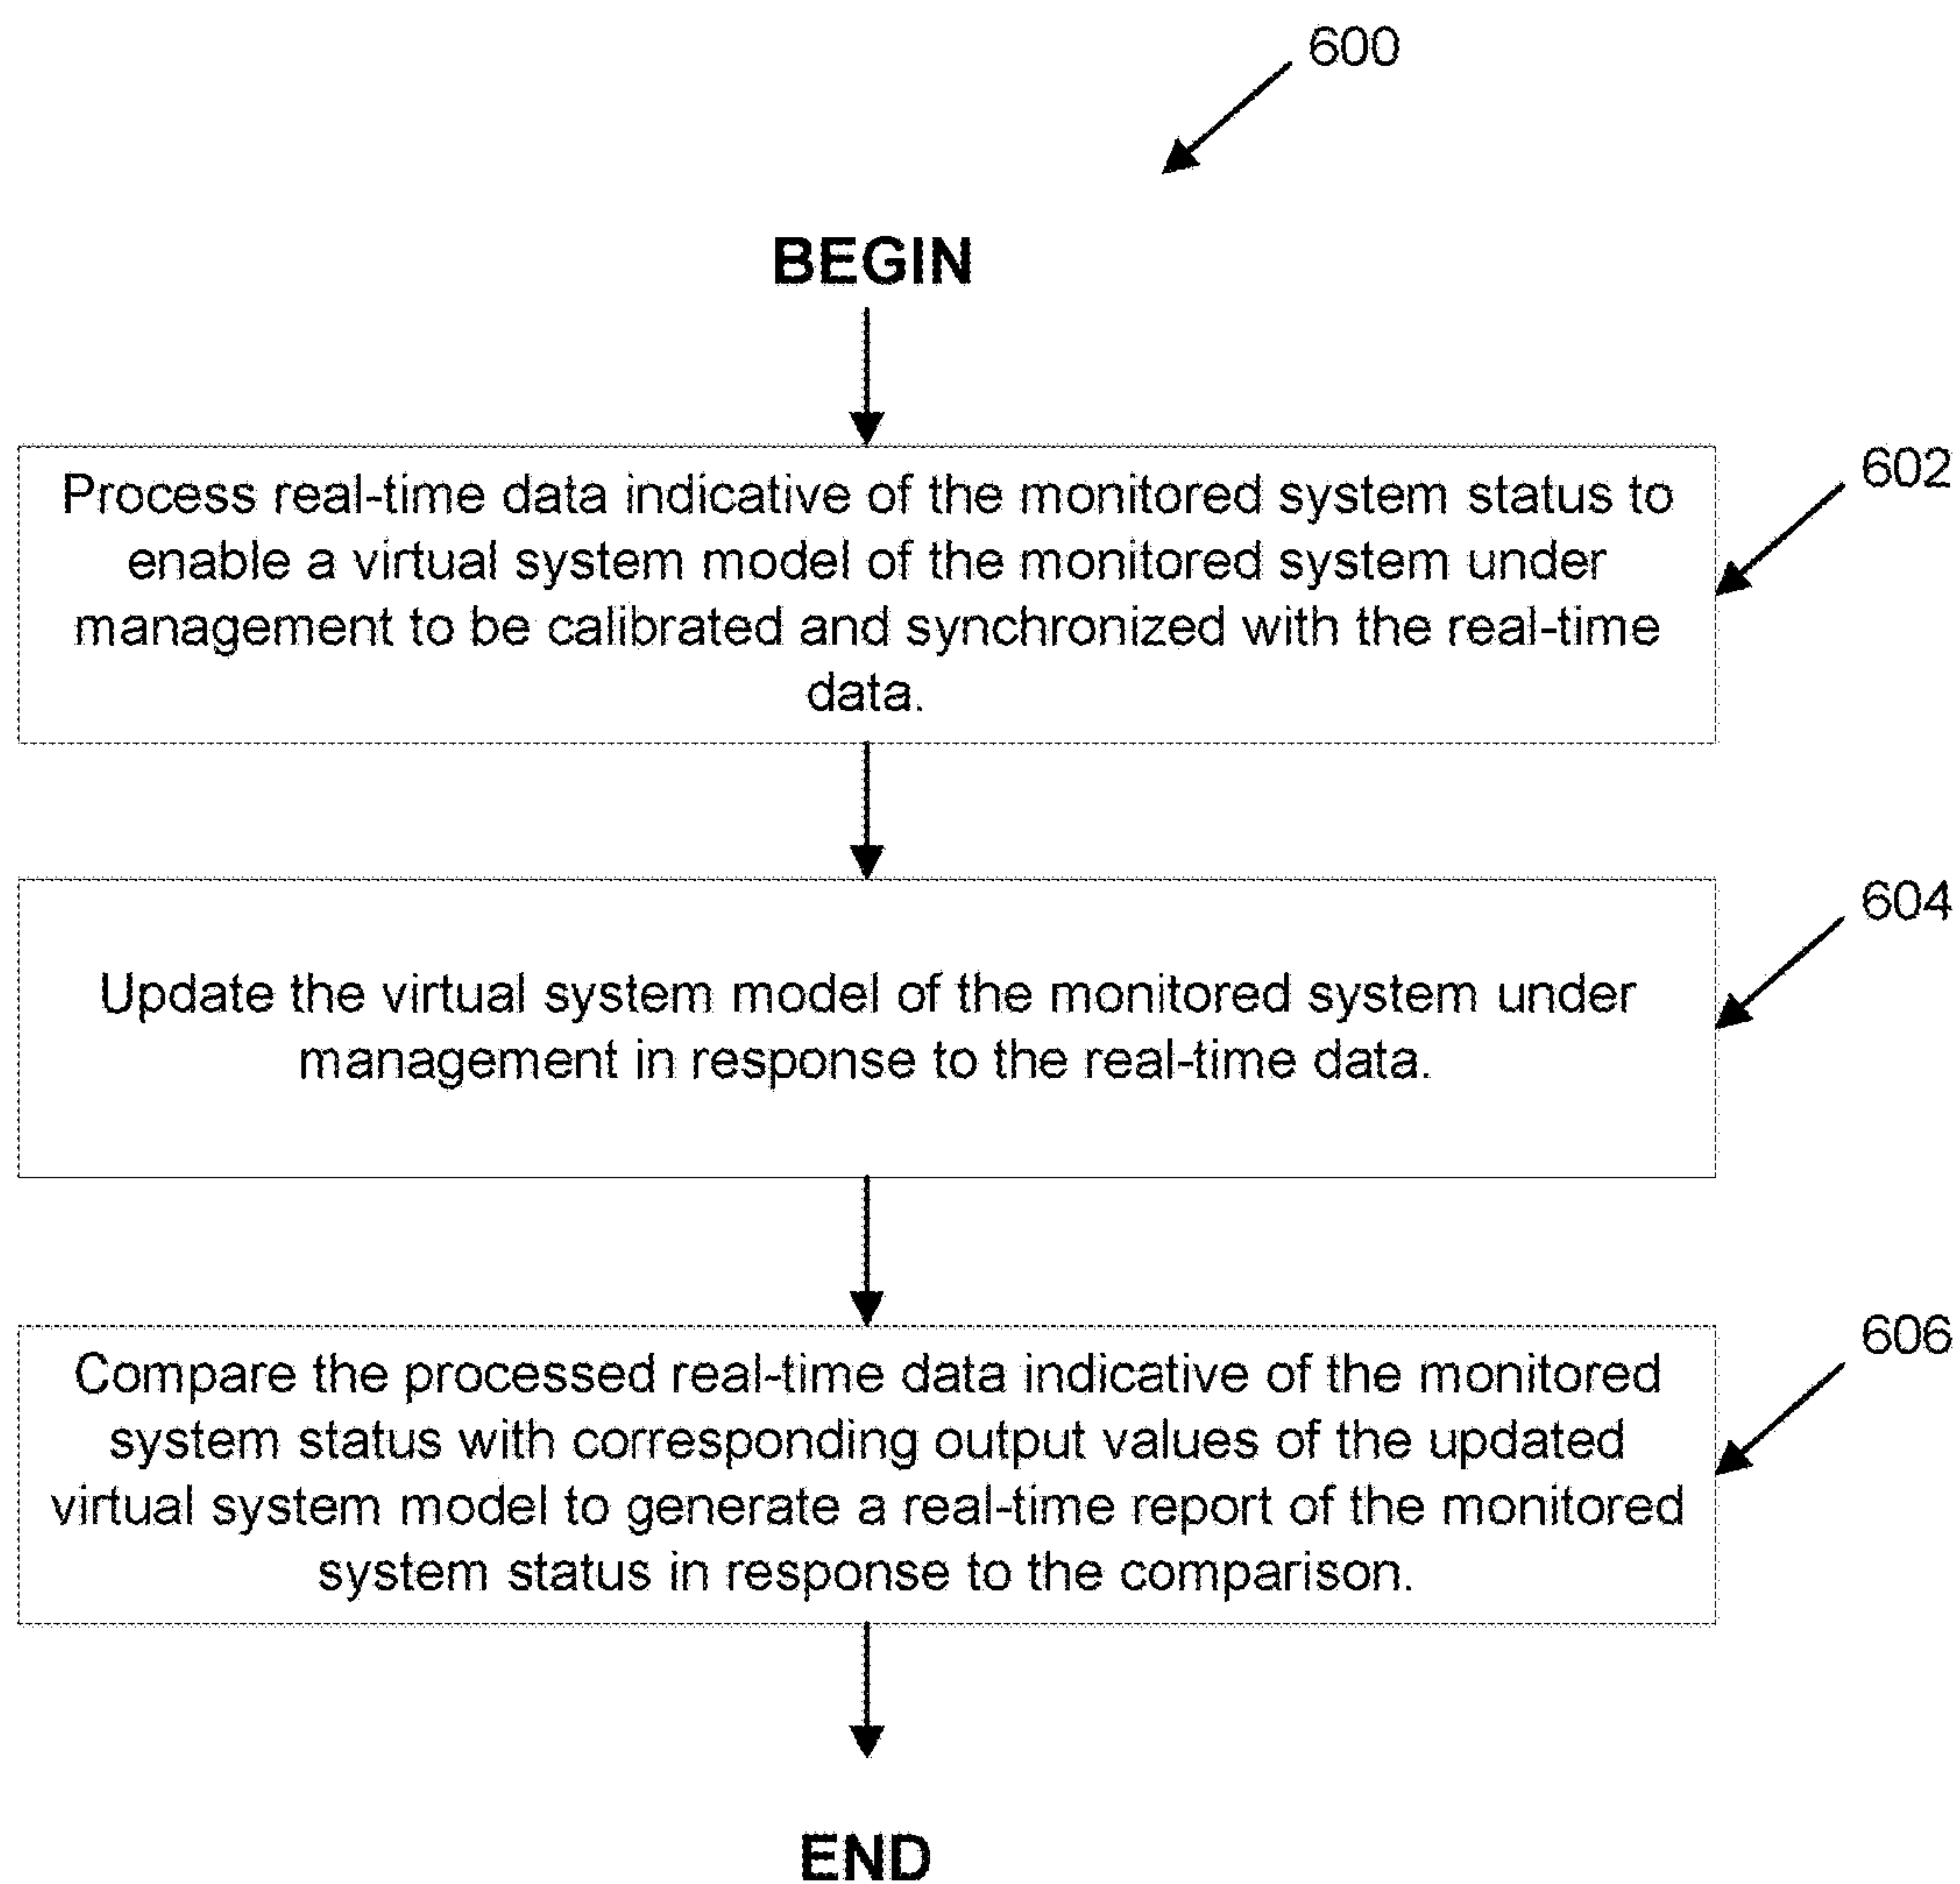 600
BEGIN
Process real-time data indicative of the monitored system status to
enable a virtual system model of the monitored system under
management to be calibrated and synchronized with the real-time
data.
602
Update the virtual system model of the monitored system under
management in response to the real-time data.
604
Compare the processed real-time data indicative of the monitored
system status with corresponding output values of the updated
virtual system model to generate a real-time report of the monitored
system status in response to the comparison.
606
END